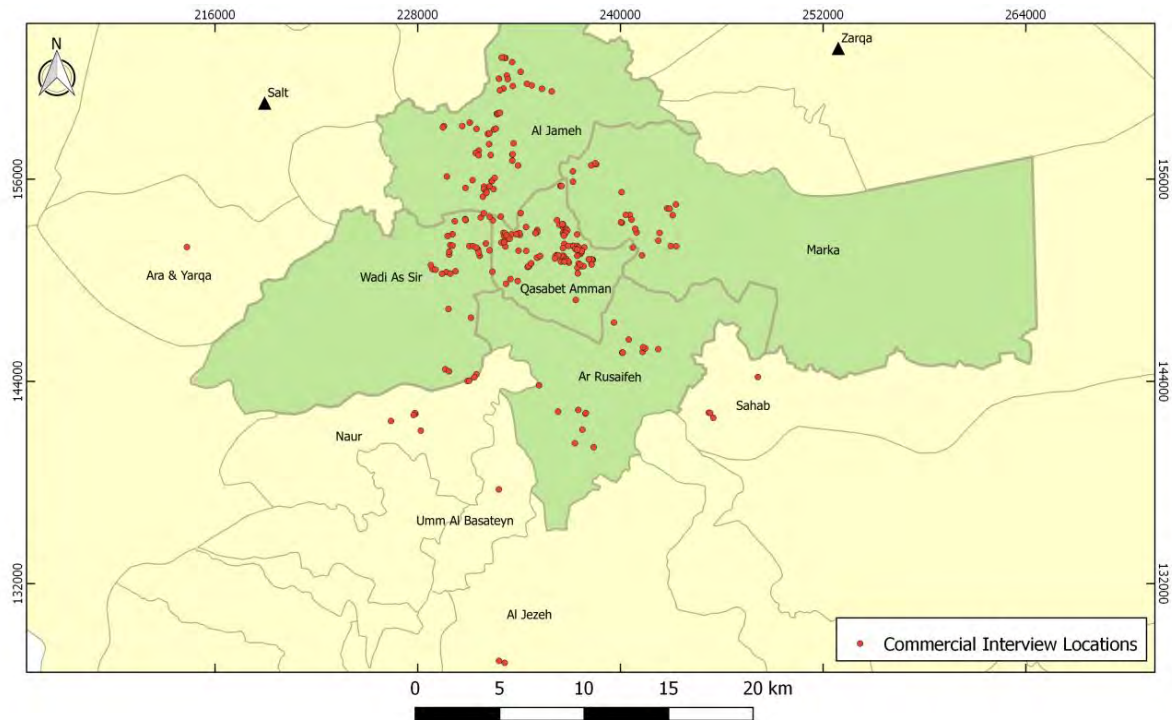 216000 228000 240000 252000 264000
N
Zarqa
Salt
Al Jameh
156000 156000
Marka
Ara & Yarqa
Wadi As Sir
Qasabet Amman
144000 144000
Ar Rusaifeh
Sahab
Naur
Umm Al Basateyn
132000 132000
Al Jezeh
Commercial Interview Locations
0 5 10 15 20 km